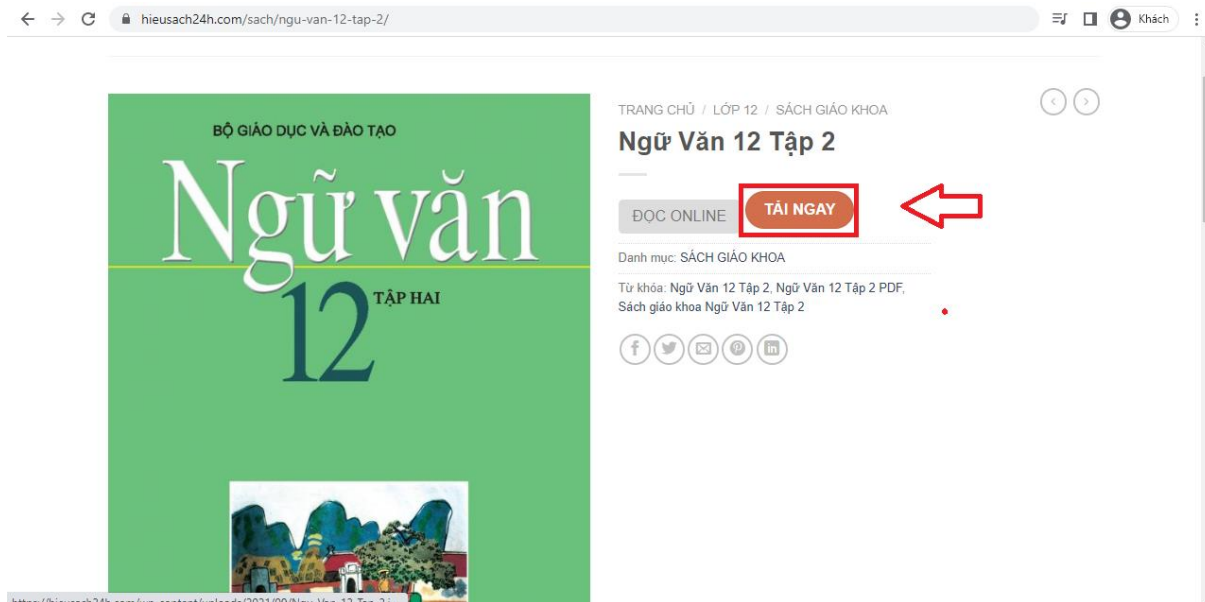 hieusach24h.com/sach/ngu-van-12-tap-2/
Khách
BỘ GIÁO DỤC VÀ ĐÀO TẠO
Ngữ văn
12
TẬP HAI
TRANG CHỦ / LỚP 12 / SÁCH GIÁO KHOA
Ngữ Văn 12 Tập 2
ĐỌC ONLINE
TẢI NGAY
Danh mục: SÁCH GIÁO KHOA
Từ khóa: Ngữ Văn 12 Tập 2, Ngữ Văn 12 Tập 2 PDF,
Sách giáo khoa Ngữ Văn 12 Tập 2